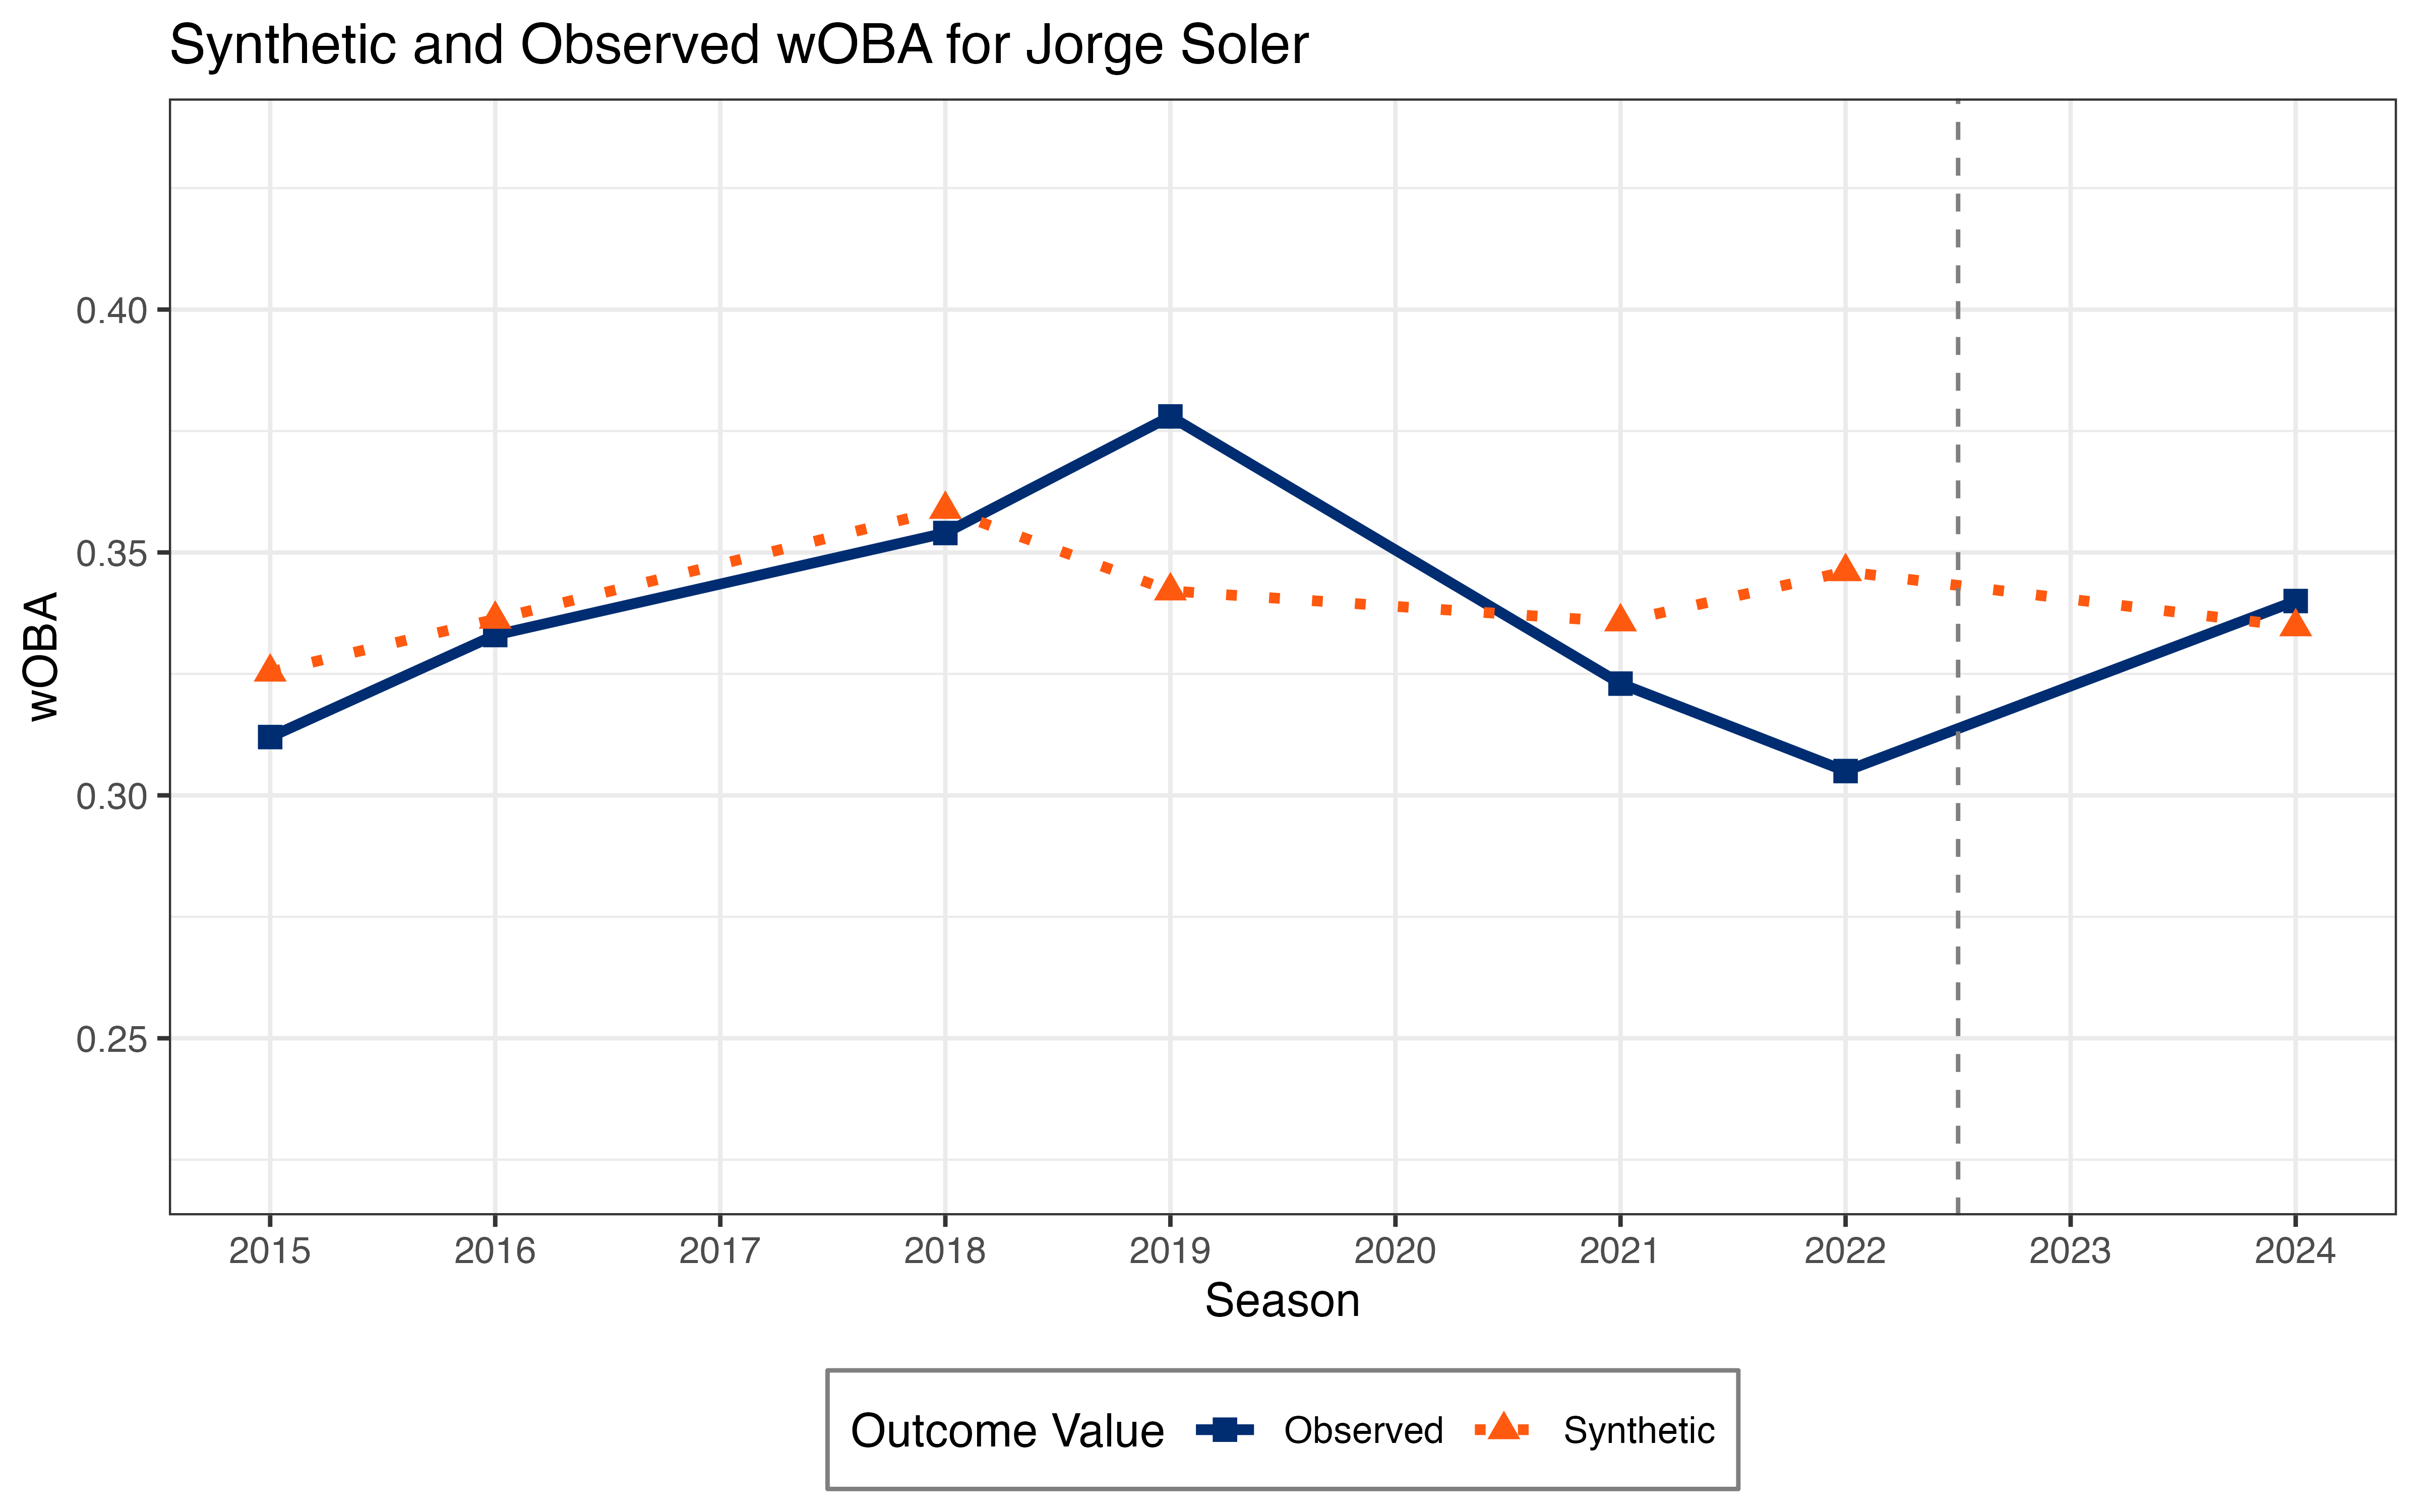 Synthetic and Observed wOBA for Jorge Soler
wOBA
0.40
0.35
0.30
0.25
2015 2016 2017 2018 2019 2020 2021 2022 2023 2024
Season
Outcome Value Observed Synthetic